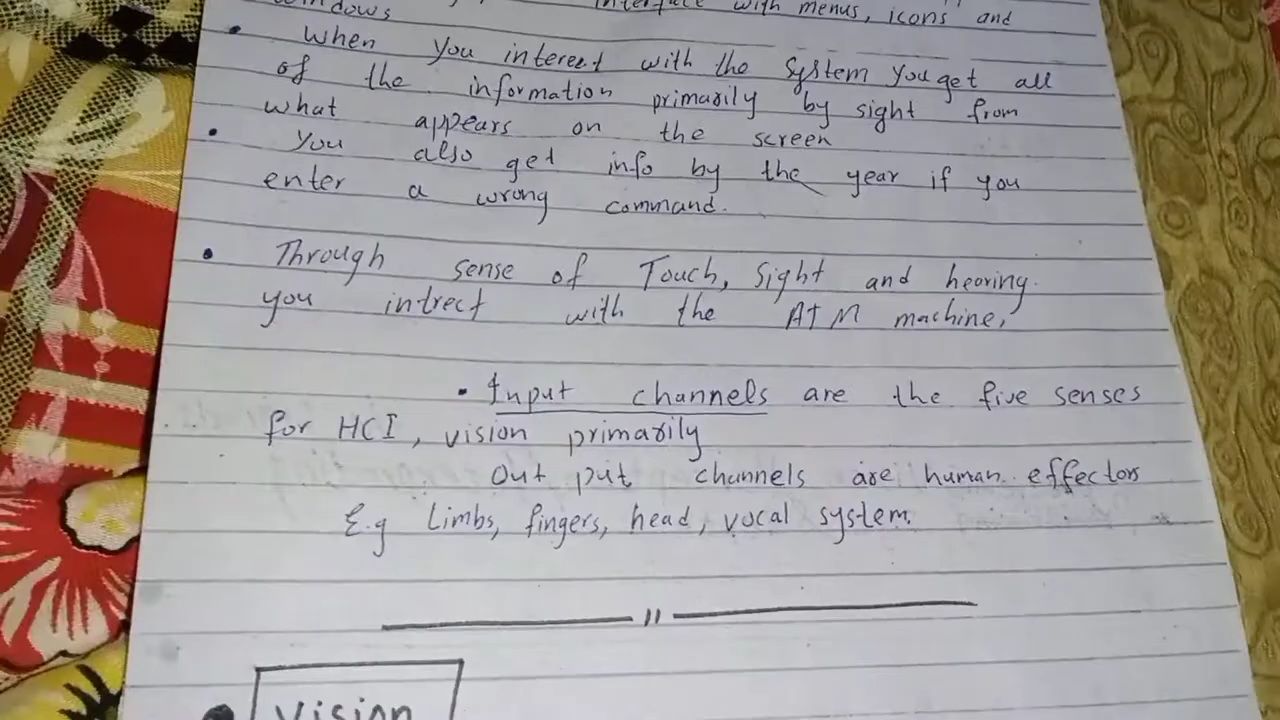 interface with menus, icons and
windows
• When you interect with the system you get all
of the information primarily by sight from
what appears on the screen
• You also get info by the year if you
enter a wrong command.
• Through sense of Touch, Sight and hearing.
you intrect with the ATM machine,
• Input channels are the five senses
for HCI, vision primarily
Out put channels are human effectors
E.g Limbs, fingers, head, vocal system.
• Vision